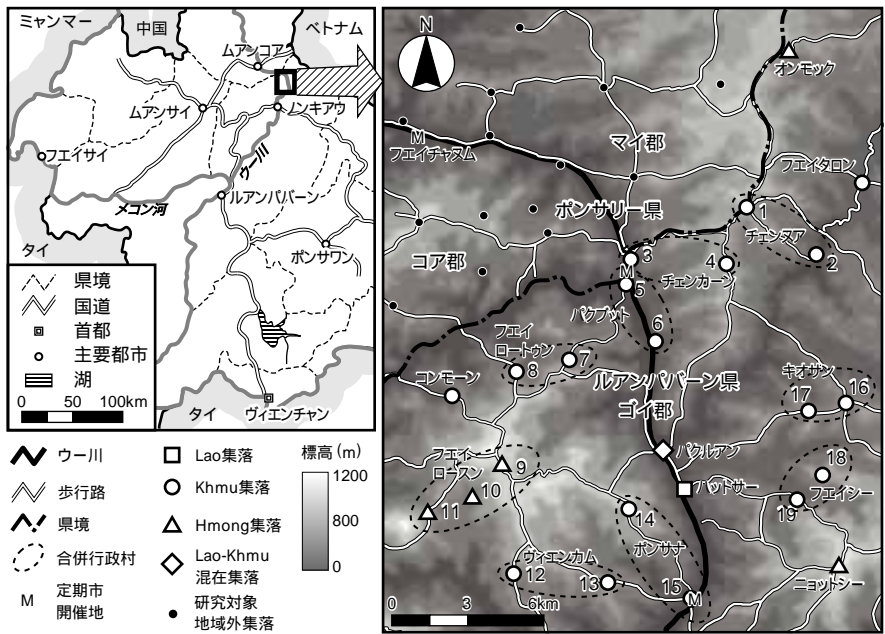 ミャンマー
中国
ベトナム
ムアンコア
ムアンサイ
ノンキアウ
フエイサイ
ウー川
ルアンパバーン
メコン河
タイ
ポンサワン
県境
国道
首都
主要都市
湖
0 50 100km
タイ
ヴィエンチャン
ウー川
歩行路
県境
合併行政村
M 定期市
開催地
Lao集落
Khmu集落
Hmong集落
Lao-Khmu
混在集落
研究対象
地域外集落
標高(m)
1200
800
0
N
オンモック
M
フエイチャヌム
マイ郡
フエイタロン
ポンサリー県
1
チェンヌア
2
コア郡
3
M
4
チェンカーン
5
パクブット
6
フエイ
ロートゥン
7
8
ルアンパバーン県
コンモーン
ゴイ郡
キオサン
17
16
パクルアン
フエイ
ロースン
9
10
11
18
ハットサー
フエイシー
19
14
ポンサナ
ヴィエンカム
12
13
15
M
ニョットシー
0 3 6km